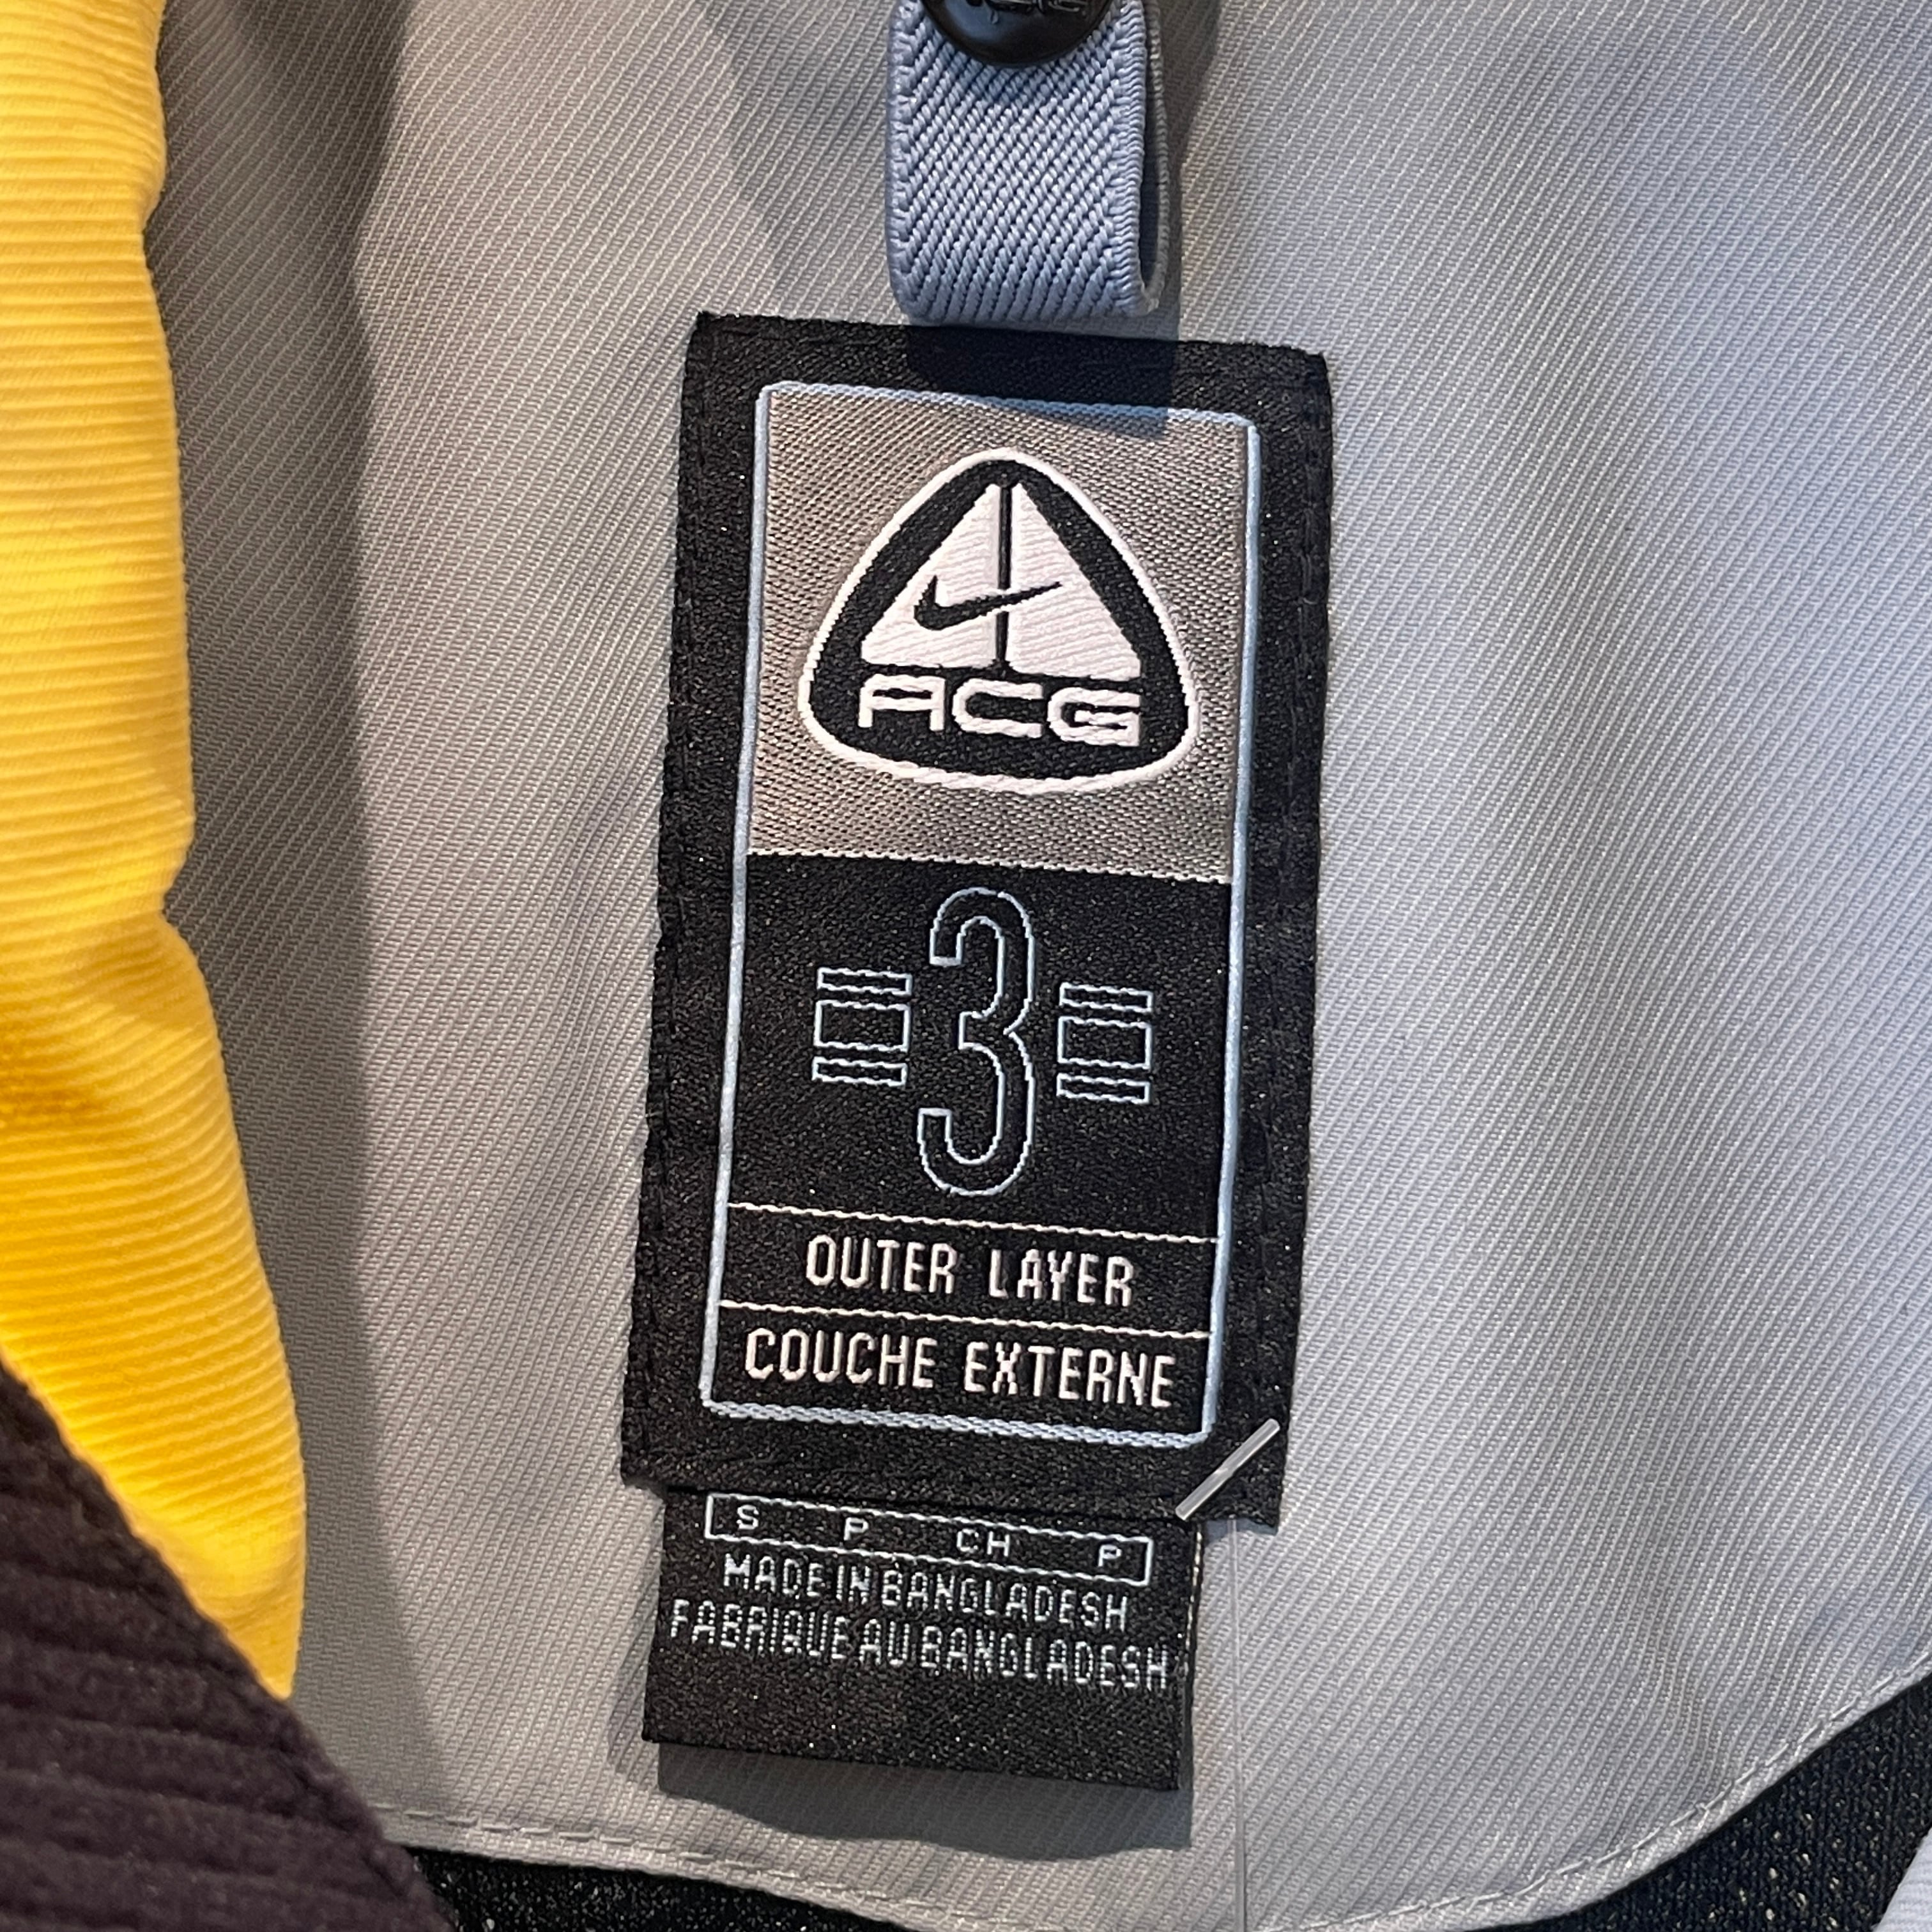 ACG
3
OUTER LAYER
COUCHE EXTERNE
S P CH P
MADE IN BANGLADESH
FABRIQUE AU BANGLADESH